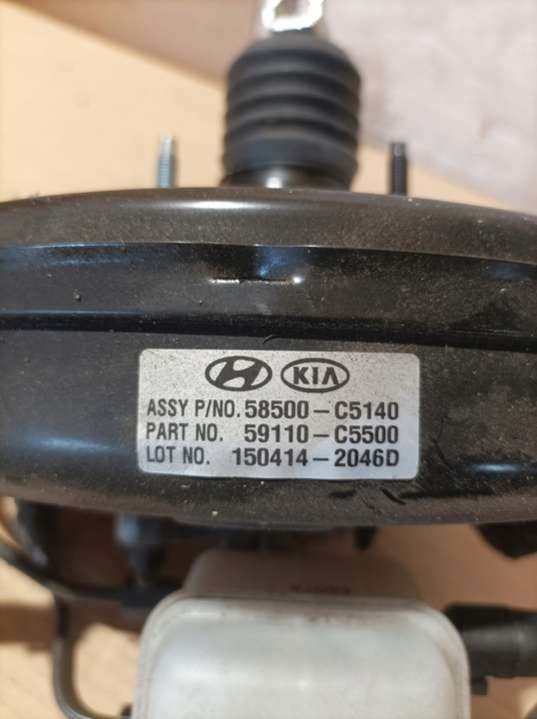 KIA
ASSY P/NO. 58500-C5140
PART NO. 59110-C5500
LOT NO. 150414-2046D